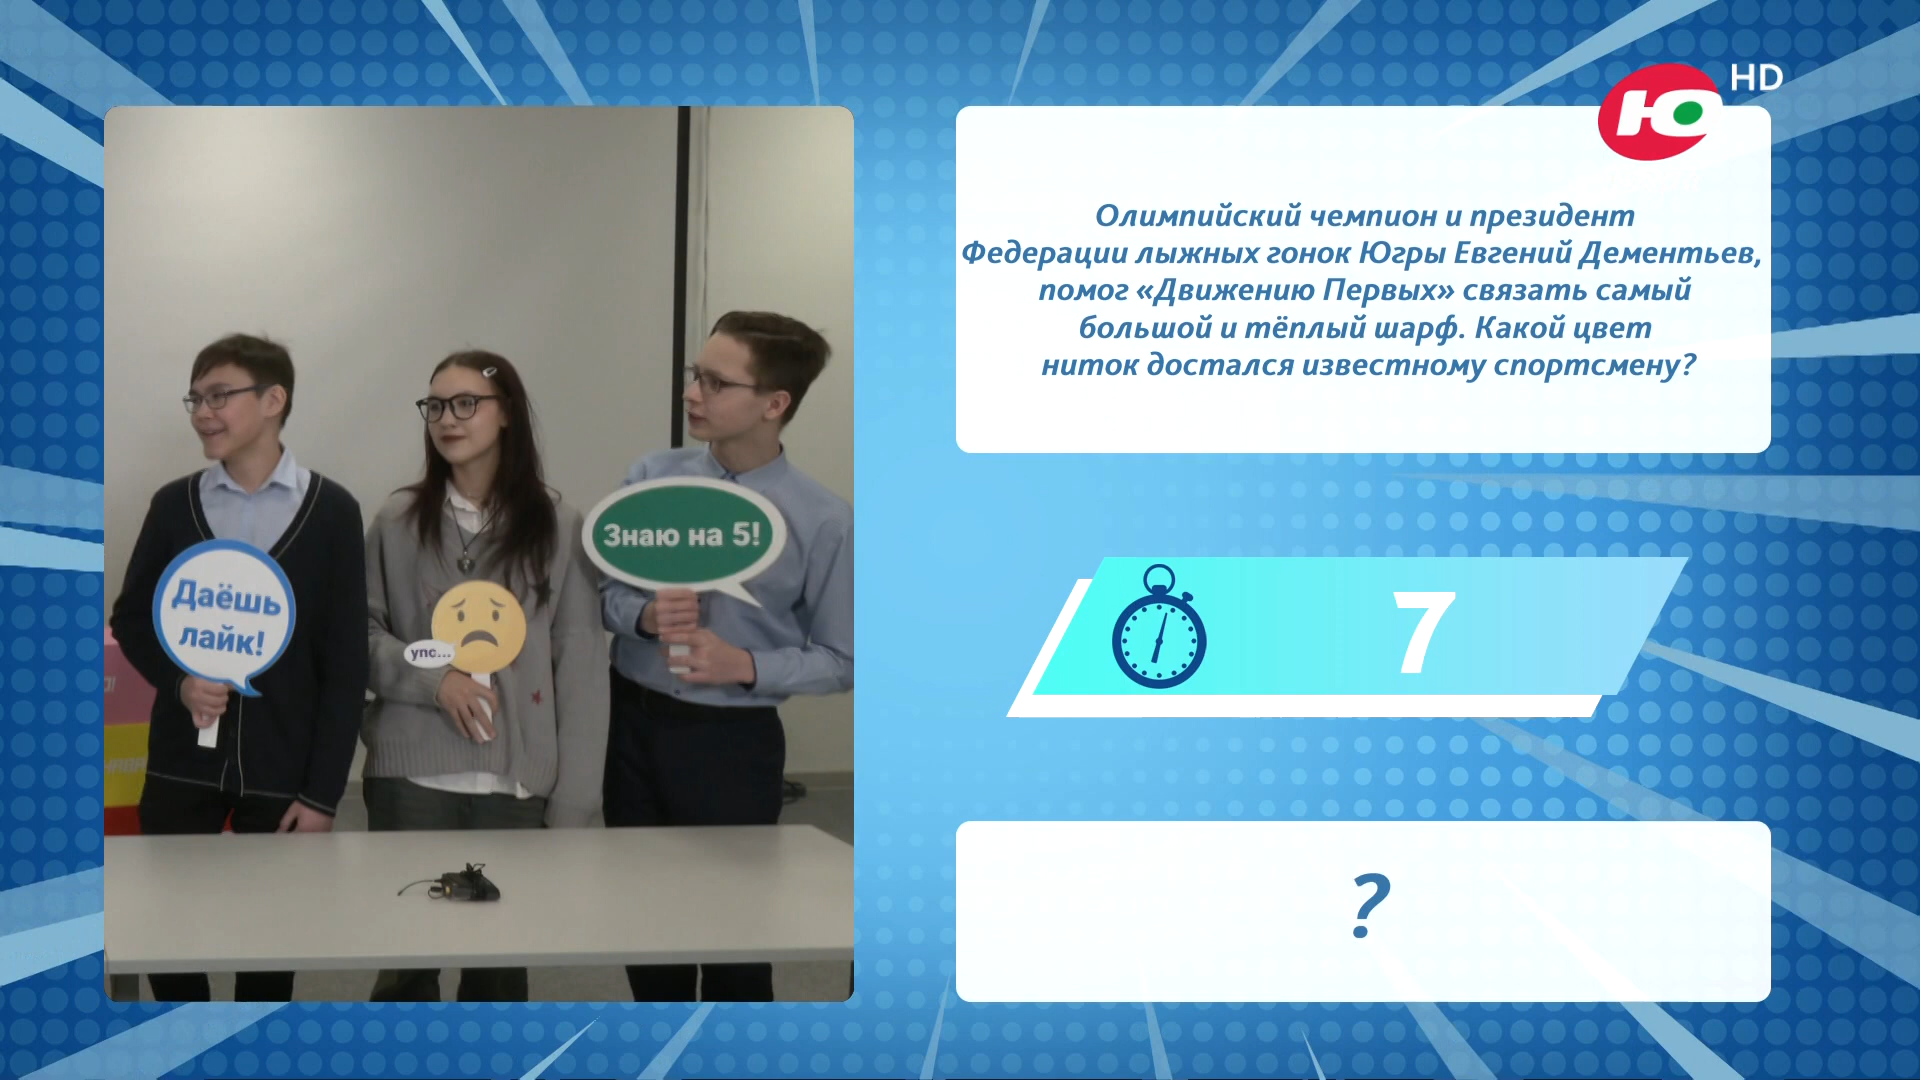 Ю HD
Олимпийский чемпион и президент
Федерации лыжных гонок Югры Евгений Дементьев,
помог «Движению Первых» связать самый
большой и тёплый шарф. Какой цвет
ниток достался известному спортсмену?
Даёшь
лайк!
упс...
Знаю на 5!
7
?